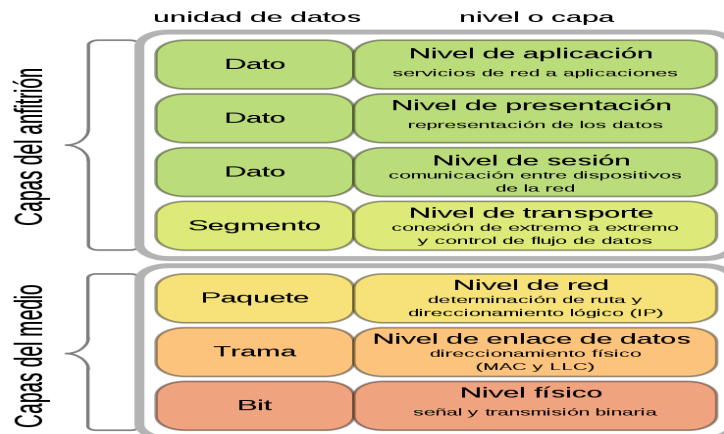 unidad de datos
nivel o capa
Capas del anfitrión
Dato
Nivel de aplicación
servicios de red a aplicaciones
Dato
Nivel de presentación
representación de los datos
Dato
Nivel de sesión
comunicación entre dispositivos
de la red
Segmento
Nivel de transporte
conexión de extremo a extremo
y control de flujo de datos
Capas del medio
Paquete
Nivel de red
determinación de ruta y
direccionamiento lógico (IP)
Trama
Nivel de enlace de datos
direccionamiento físico
(MAC y LLC)
Bit
Nivel físico
señal y transmisión binaria